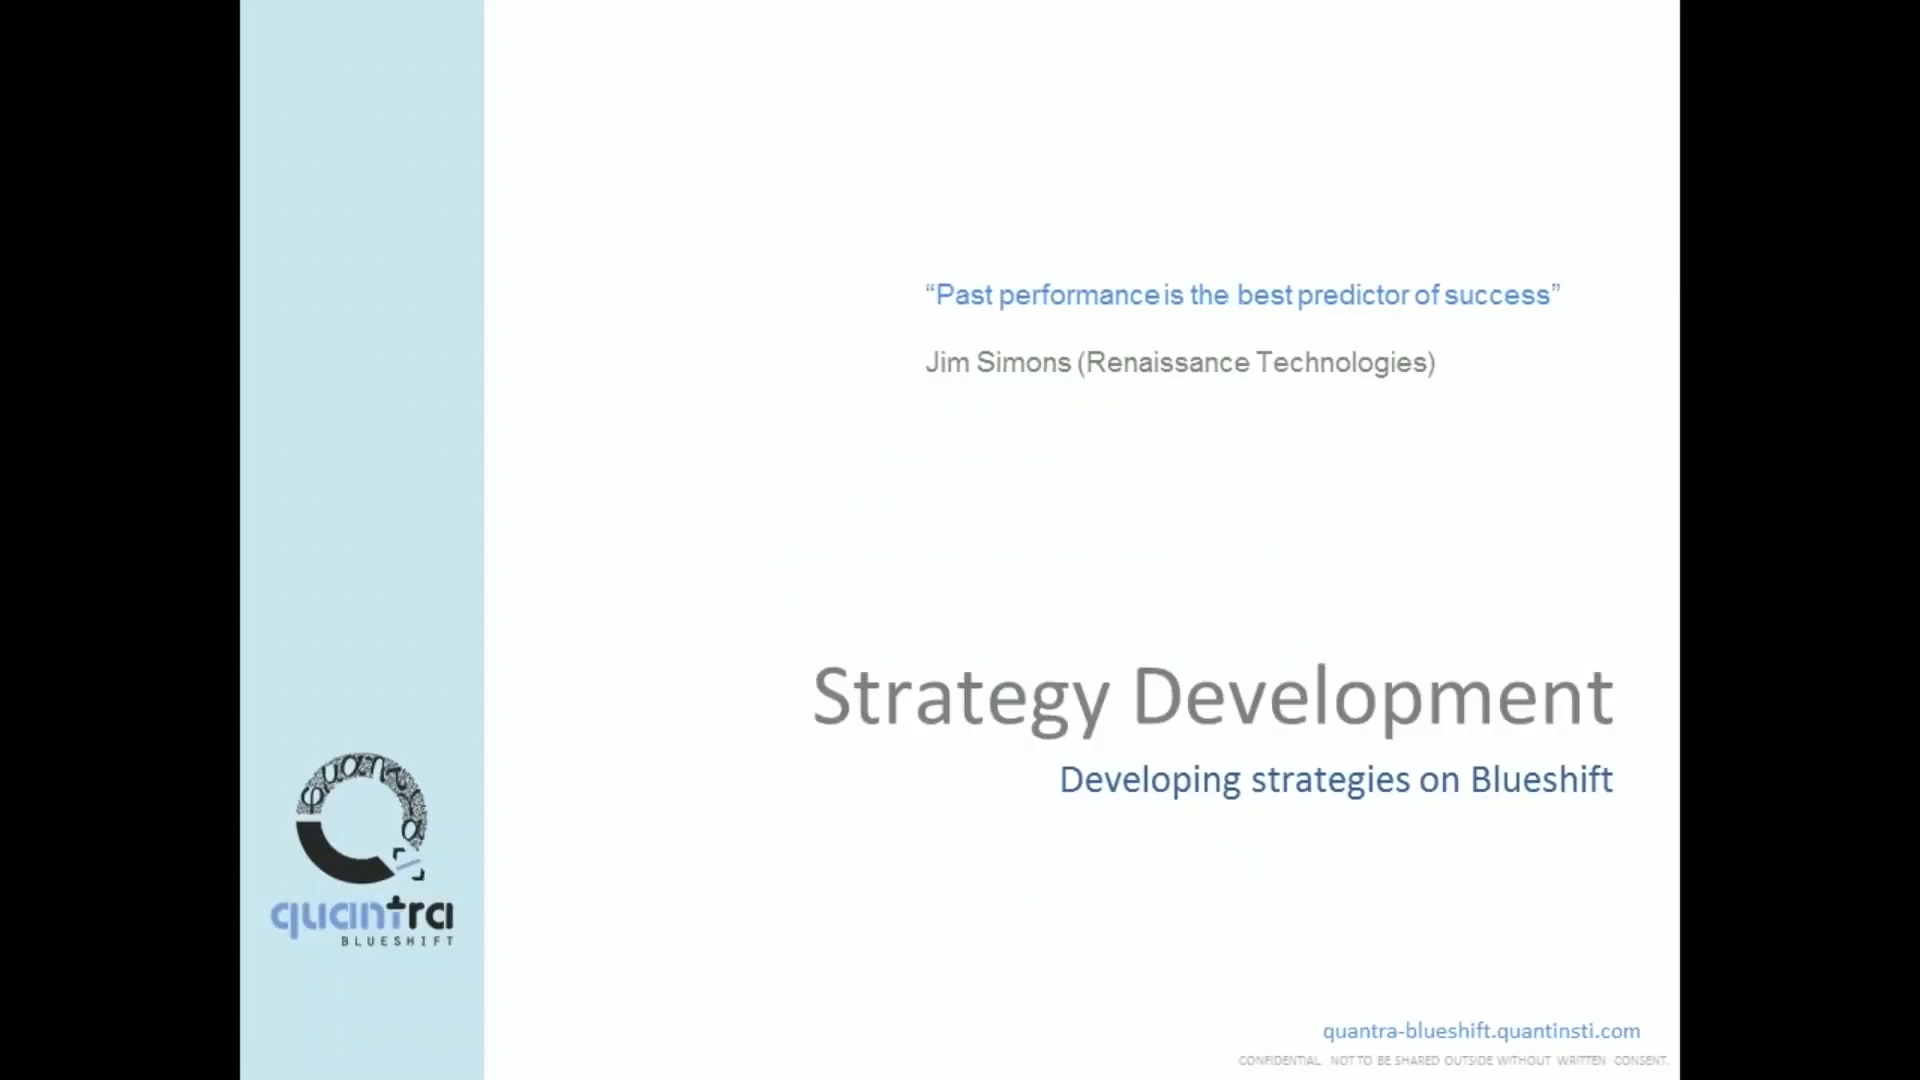 “Past performance is the best predictor of success”
Jim Simons (Renaissance Technologies)
Strategy Development
Developing strategies on Blueshift
quantra
BLUESHIFT
quantra-blueshift.quantinsti.com
CONFIDENTIAL. NOT TO BE SHARED OUTSIDE WITHOUT WRITTEN CONSENT.